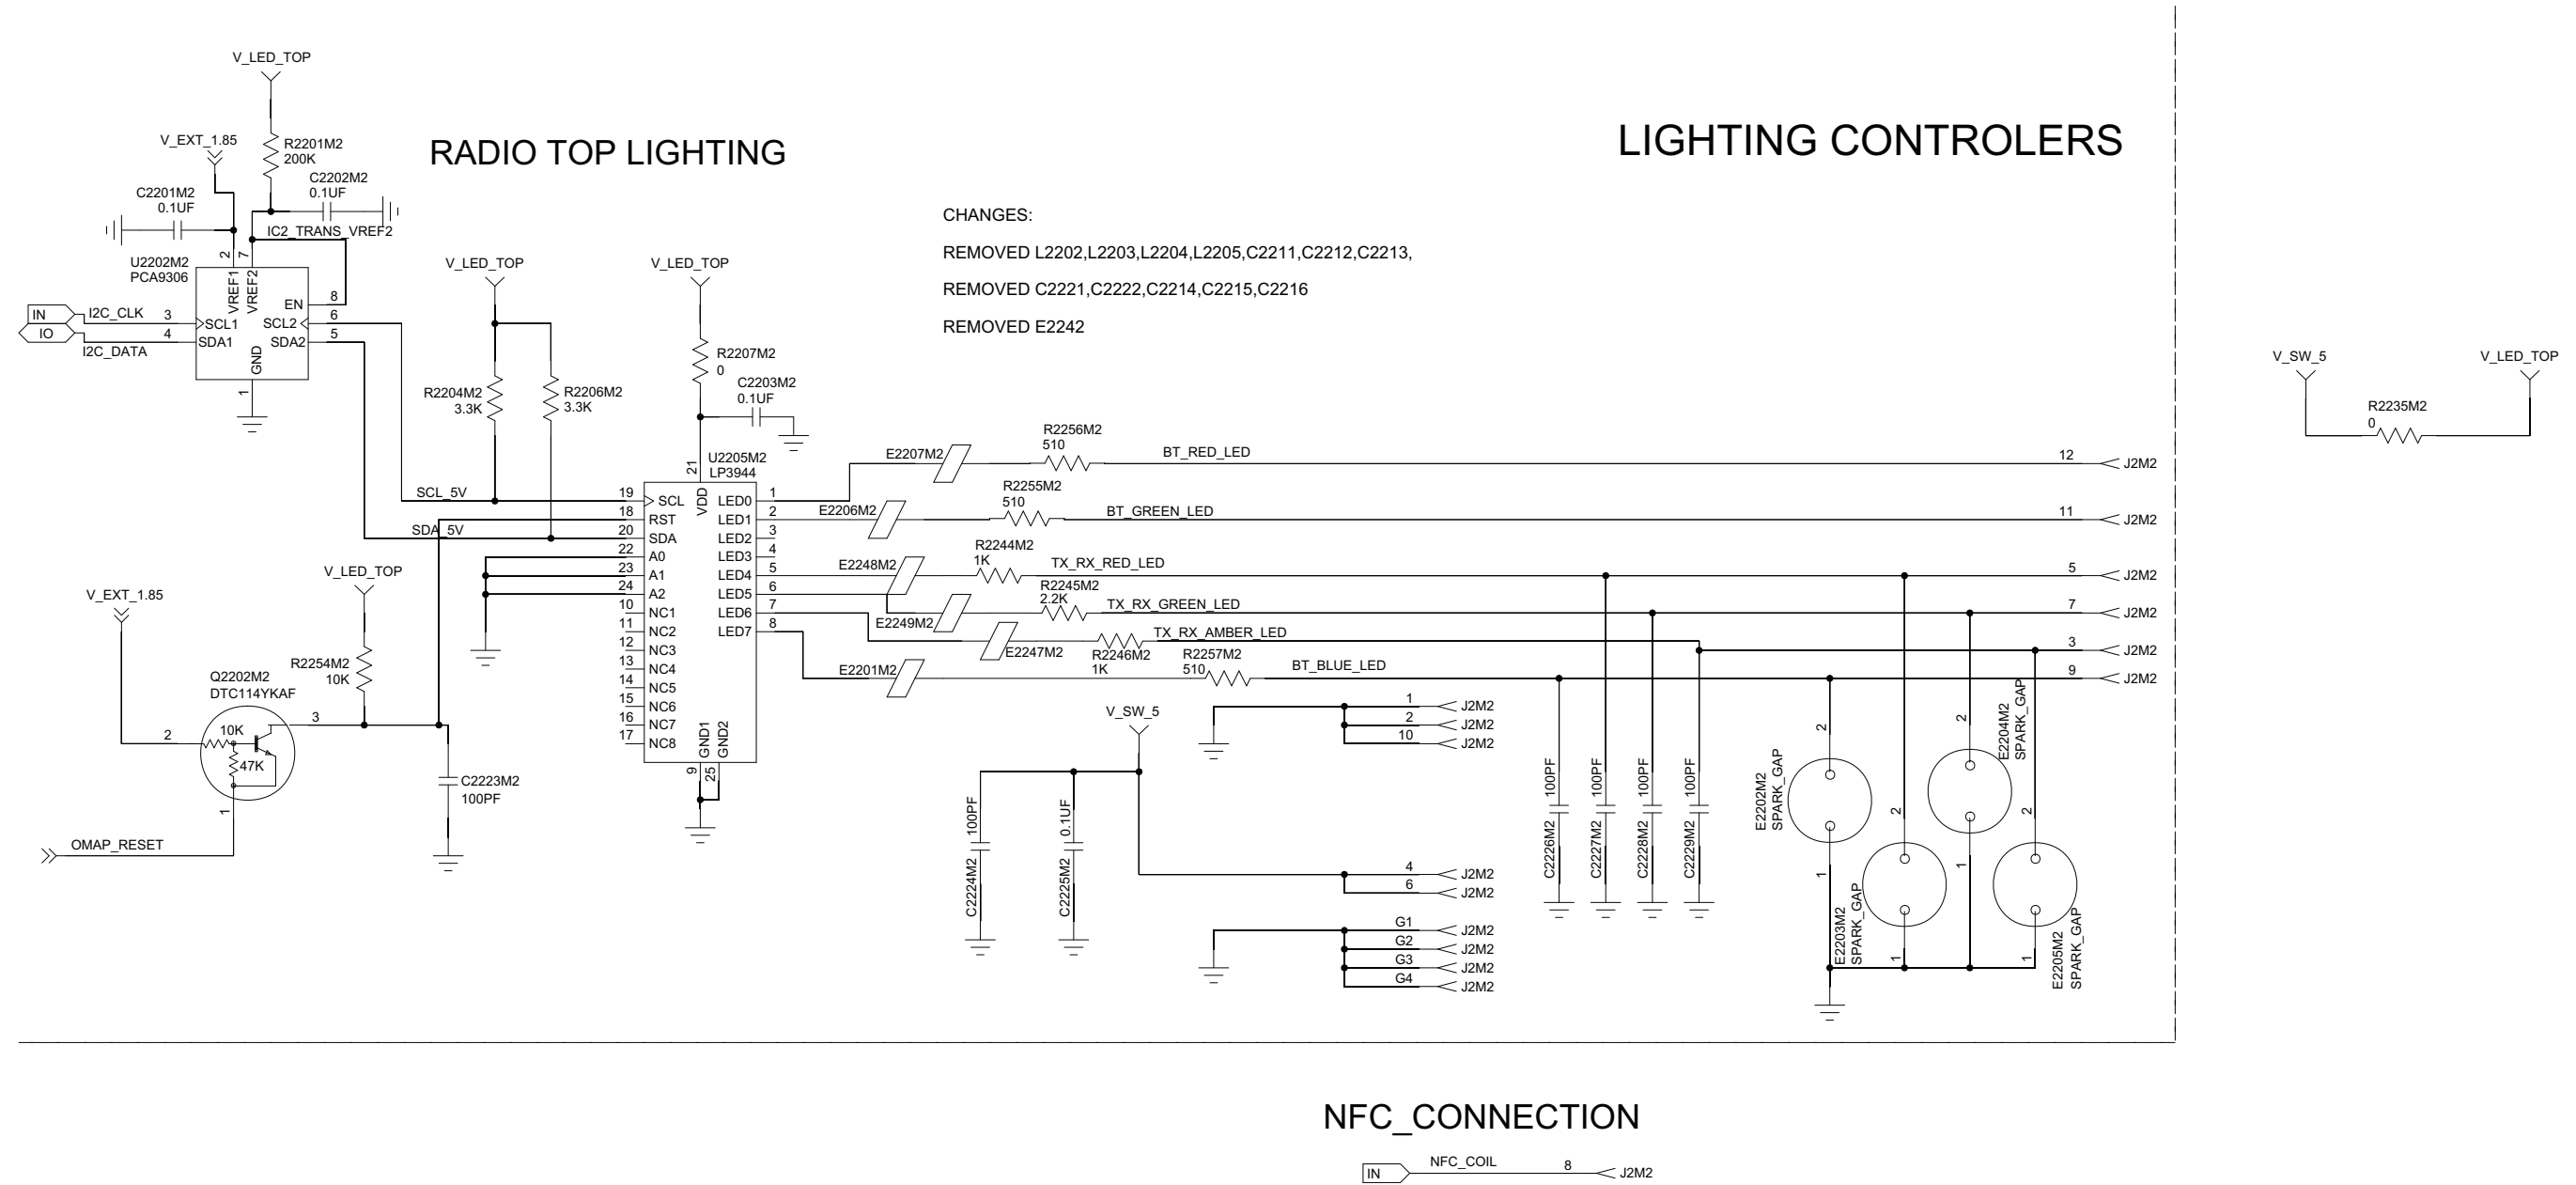 LIGHTING CONTROLERS
RADIO TOP LIGHTING
CHANGES:
REMOVED L2202,L2203,L2204,L2205,C2211,C2212,C2213,
REMOVED C2221,C2222,C2214,C2215,C2216
REMOVED E2242
V_LED_TOP
V_EXT_1.85
R2201M2
200K
C2202M2
0.1UF
C2201M2
0.1UF
IC2_TRANS_VREF2
2
7
U2202M2
PCA9306
VREF1
VREF2
EN
8
IN
I2C_CLK
3
SCL1
SCL2
6
IO
I2C_DATA
4
SDA1
SDA2
5
GND
1
V_LED_TOP
R2204M2
3.3K
R2206M2
3.3K
V_LED_TOP
R2207M2
0
C2203M2
0.1UF
21
U2205M2
LP3944
VDD
SCL_5V
19
SCL
18
RST
SDA_5V
20
SDA
22
A0
23
A1
24
A2
10
NC1
11
NC2
12
NC3
13
NC4
14
NC5
15
NC6
16
NC7
17
NC8
LED0
1
LED1
2
LED2
3
LED3
4
LED4
5
LED5
6
LED6
7
LED7
8
GND1
GND2
9
25
V_EXT_1.85
V_LED_TOP
R2254M2
10K
Q2202M2
DTC114YKAF
3
2
10K
47K
1
C2223M2
100PF
OMAP_RESET
E2207M2
R2256M2
510
BT_RED_LED
12
J2M2
E2206M2
R2255M2
510
BT_GREEN_LED
11
J2M2
E2248M2
R2244M2
1K
TX_RX_RED_LED
5
J2M2
E2249M2
R2245M2
2.2K
TX_RX_GREEN_LED
7
J2M2
E2247M2
R2246M2
1K
TX_RX_AMBER_LED
3
J2M2
E2201M2
R2257M2
510
BT_BLUE_LED
9
J2M2
V_SW_5
1
J2M2
2
J2M2
10
J2M2
C2224M2
100PF
C2225M2
0.1UF
4
J2M2
6
J2M2
G1
J2M2
G2
J2M2
G3
J2M2
G4
J2M2
C2226M2
100PF
C2227M2
100PF
C2228M2
100PF
C2229M2
100PF
E2202M2
SPARK_GAP
2
1
E2203M2
SPARK_GAP
2
1
E2204M2
SPARK_GAP
2
1
E2205M2
SPARK_GAP
2
1
V_SW_5
V_LED_TOP
R2235M2
0
NFC_CONNECTION
IN
NFC_COIL
8
J2M2